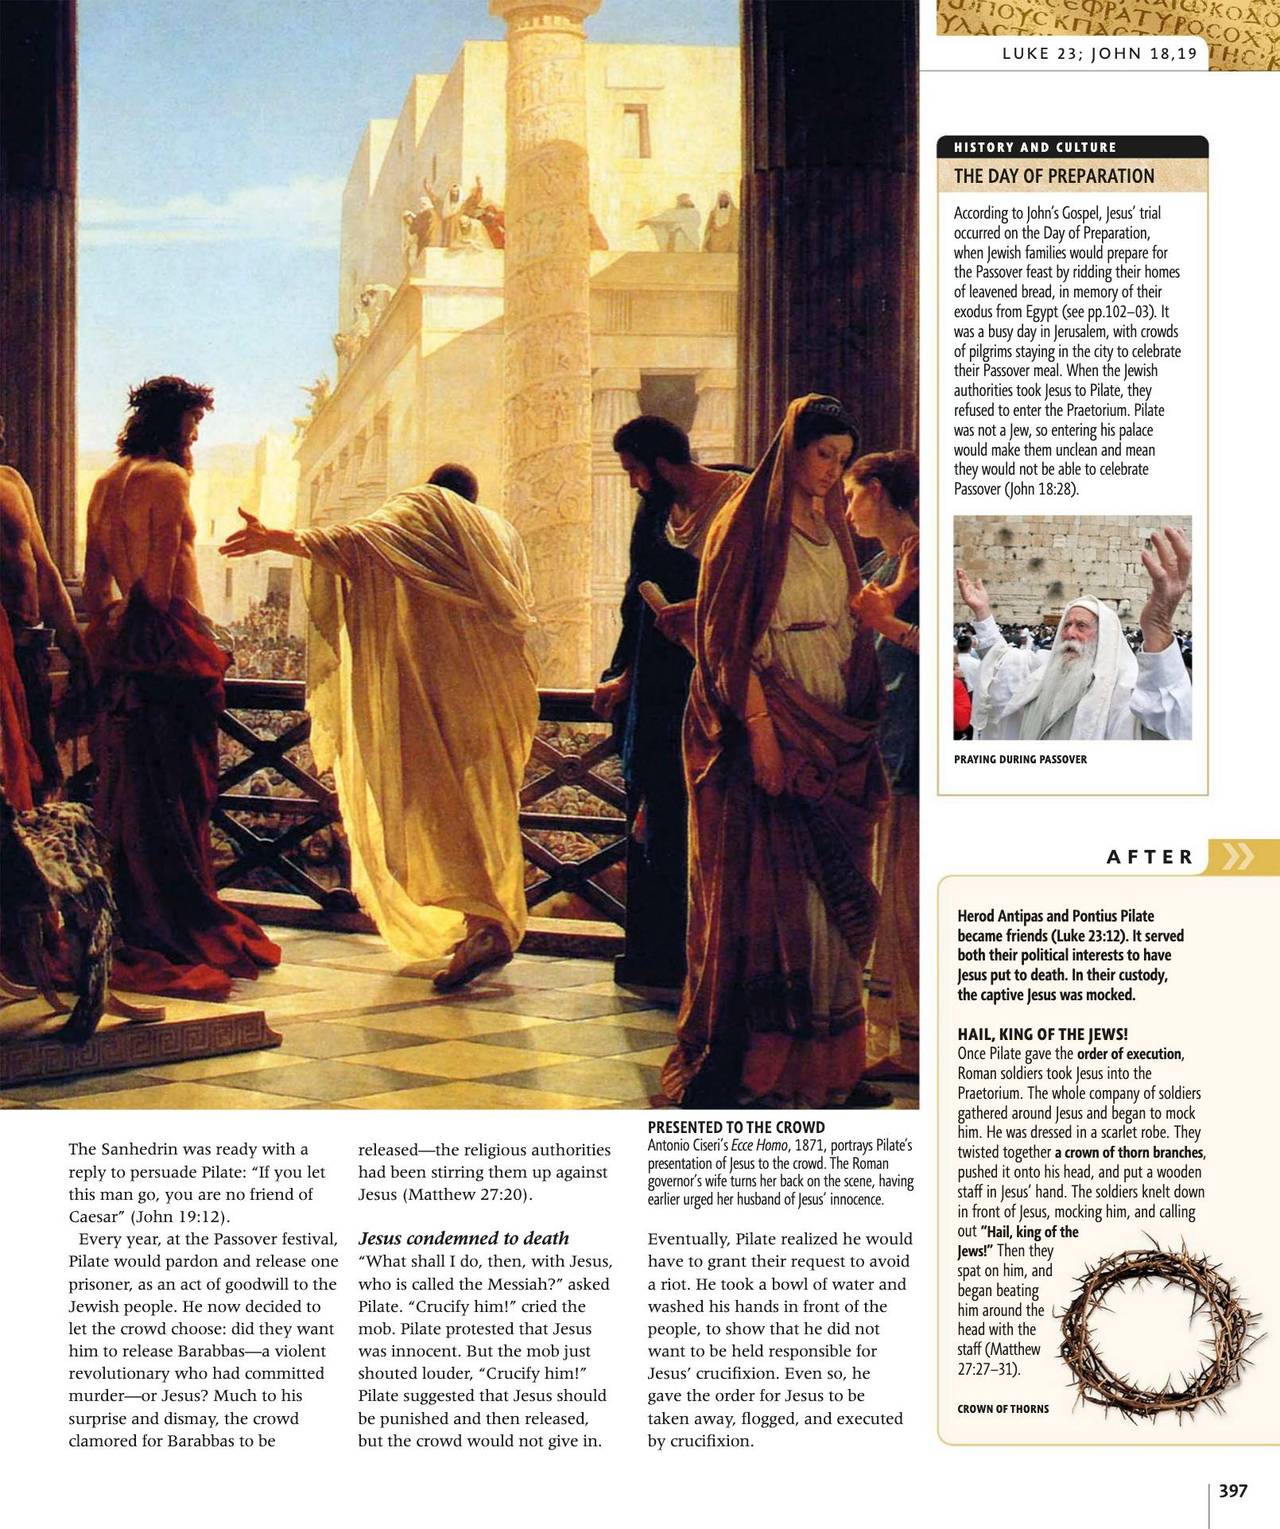 LUKE 23; JOHN 18,19
HISTORY AND CULTURE
THE DAY OF PREPARATION
According to John’s Gospel, Jesus’ trial
occurred on the Day of Preparation,
when Jewish families would prepare for
the Passover feast by ridding their homes
of leavened bread, in memory of their
exodus from Egypt (see pp.102–03). It
was a busy day in Jerusalem, with crowds
of pilgrims staying in the city to celebrate
their Passover meal. When the Jewish
authorities took Jesus to Pilate, they
refused to enter the Praetorium. Pilate
was not a Jew, so entering his palace
would make them unclean and mean
they would not be able to celebrate
Passover (John 18:28).
PRAYING DURING PASSOVER
AFTER
Herod Antipas and Pontius Pilate
became friends (Luke 23:12). It served
both their political interests to have
Jesus put to death. In their custody,
the captive Jesus was mocked.
HAIL, KING OF THE JEWS!
Once Pilate gave the order of execution,
Roman soldiers took Jesus into the
Praetorium. The whole company of soldiers
gathered around Jesus and began to mock
him. He was dressed in a scarlet robe. They
twisted together a crown of thorn branches,
pushed it onto his head, and put a wooden
staff in Jesus’ hand. The soldiers knelt down
in front of Jesus, mocking him, and calling
out “Hail, king of the
Jews!” Then they
spat on him, and
began beating
him around the
head with the
staff (Matthew
27:27–31).
CROWN OF THORNS
PRESENTED TO THE CROWD
Antonio Ciseri’s Ecce Homo, 1871, portrays Pilate’s
presentation of Jesus to the crowd. The Roman
governor’s wife turns her back on the scene, having
earlier urged her husband of Jesus’ innocence.
The Sanhedrin was ready with a
reply to persuade Pilate: “If you let
this man go, you are no friend of
Caesar” (John 19:12).
Every year, at the Passover festival,
Pilate would pardon and release one
prisoner, as an act of goodwill to the
Jewish people. He now decided to
let the crowd choose: did they want
him to release Barabbas—a violent
revolutionary who had committed
murder—or Jesus? Much to his
surprise and dismay, the crowd
clamored for Barabbas to be
released—the religious authorities
had been stirring them up against
Jesus (Matthew 27:20).
Jesus condemned to death
“What shall I do, then, with Jesus,
who is called the Messiah?” asked
Pilate. “Crucify him!” cried the
mob. Pilate protested that Jesus
was innocent. But the mob just
shouted louder, “Crucify him!”
Pilate suggested that Jesus should
be punished and then released,
but the crowd would not give in.
Eventually, Pilate realized he would
have to grant their request to avoid
a riot. He took a bowl of water and
washed his hands in front of the
people, to show that he did not
want to be held responsible for
Jesus’ crucifixion. Even so, he
gave the order for Jesus to be
taken away, flogged, and executed
by crucifixion.
397